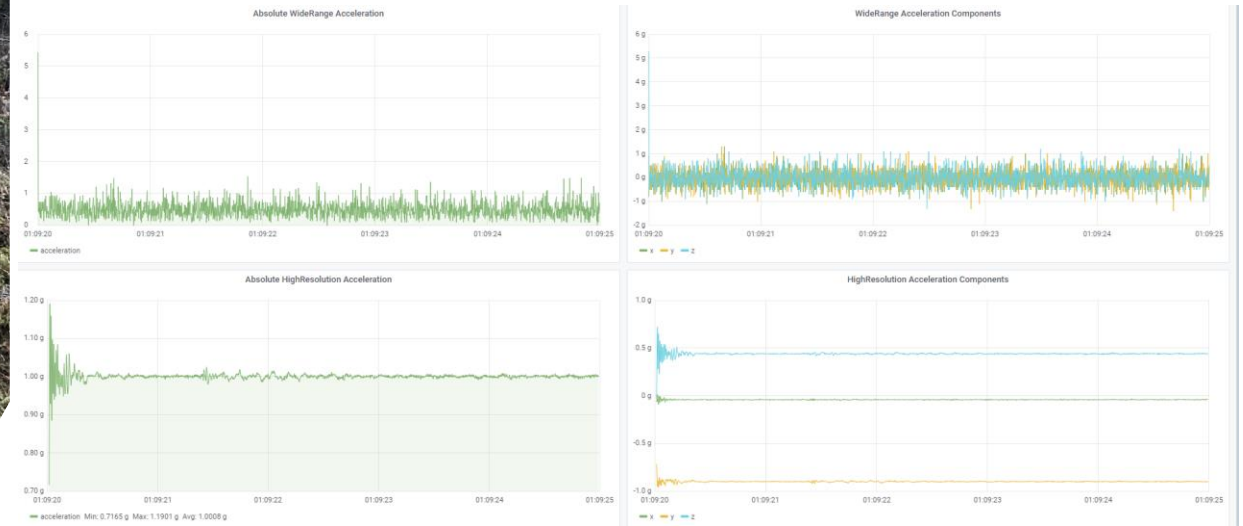 Absolute WideRange Acceleration
6
5
4
3
2
1
0
01:09:20 01:09:21 01:09:22 01:09:23 01:09:24 01:09:25
acceleration
WideRange Acceleration Components
6 g
5 g
4 g
3 g
2 g
1 g
0 g
-1 g
-2 g
01:09:20 01:09:21 01:09:22 01:09:23 01:09:24 01:09:25
x y z
Absolute HighResolution Acceleration
1.20 g
1.10 g
1.00 g
0.90 g
0.80 g
0.70 g
01:09:20 01:09:21 01:09:22 01:09:23 01:09:24 01:09:25
acceleration Min: 0.7165 g Max: 1.1901 g Avg: 1.0008 g
HighResolution Acceleration Components
1.0 g
0.5 g
0 g
-0.5 g
-1.0 g
01:09:20 01:09:21 01:09:22 01:09:23 01:09:24 01:09:25
x y z